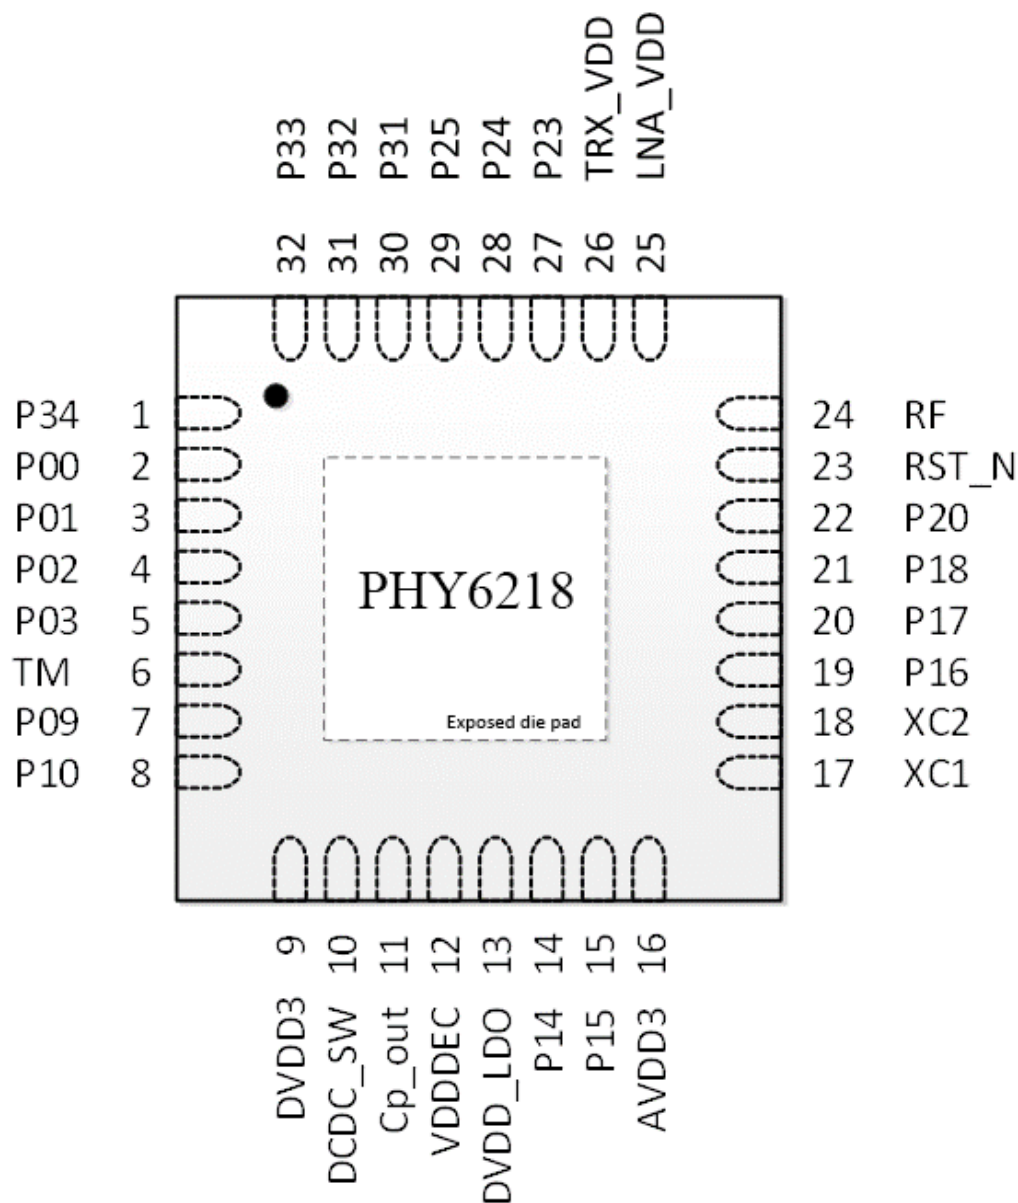 P33 P32 P31 P25 P24 P23 TRX_VDD LNA_VDD
32 31 30 29 28 27 26 25
P34 1
P00 2
P01 3
P02 4
P03 5
TM 6
P09 7
P10 8
PHY6218
Exposed die pad
24 RF
23 RST_N
22 P20
21 P18
20 P17
19 P16
18 XC2
17 XC1
9 10 11 12 13 14 15 16
DVDD3 DCDC_SW Cp_out VDDDEC DVDD_LDO P14 P15 AVDD3